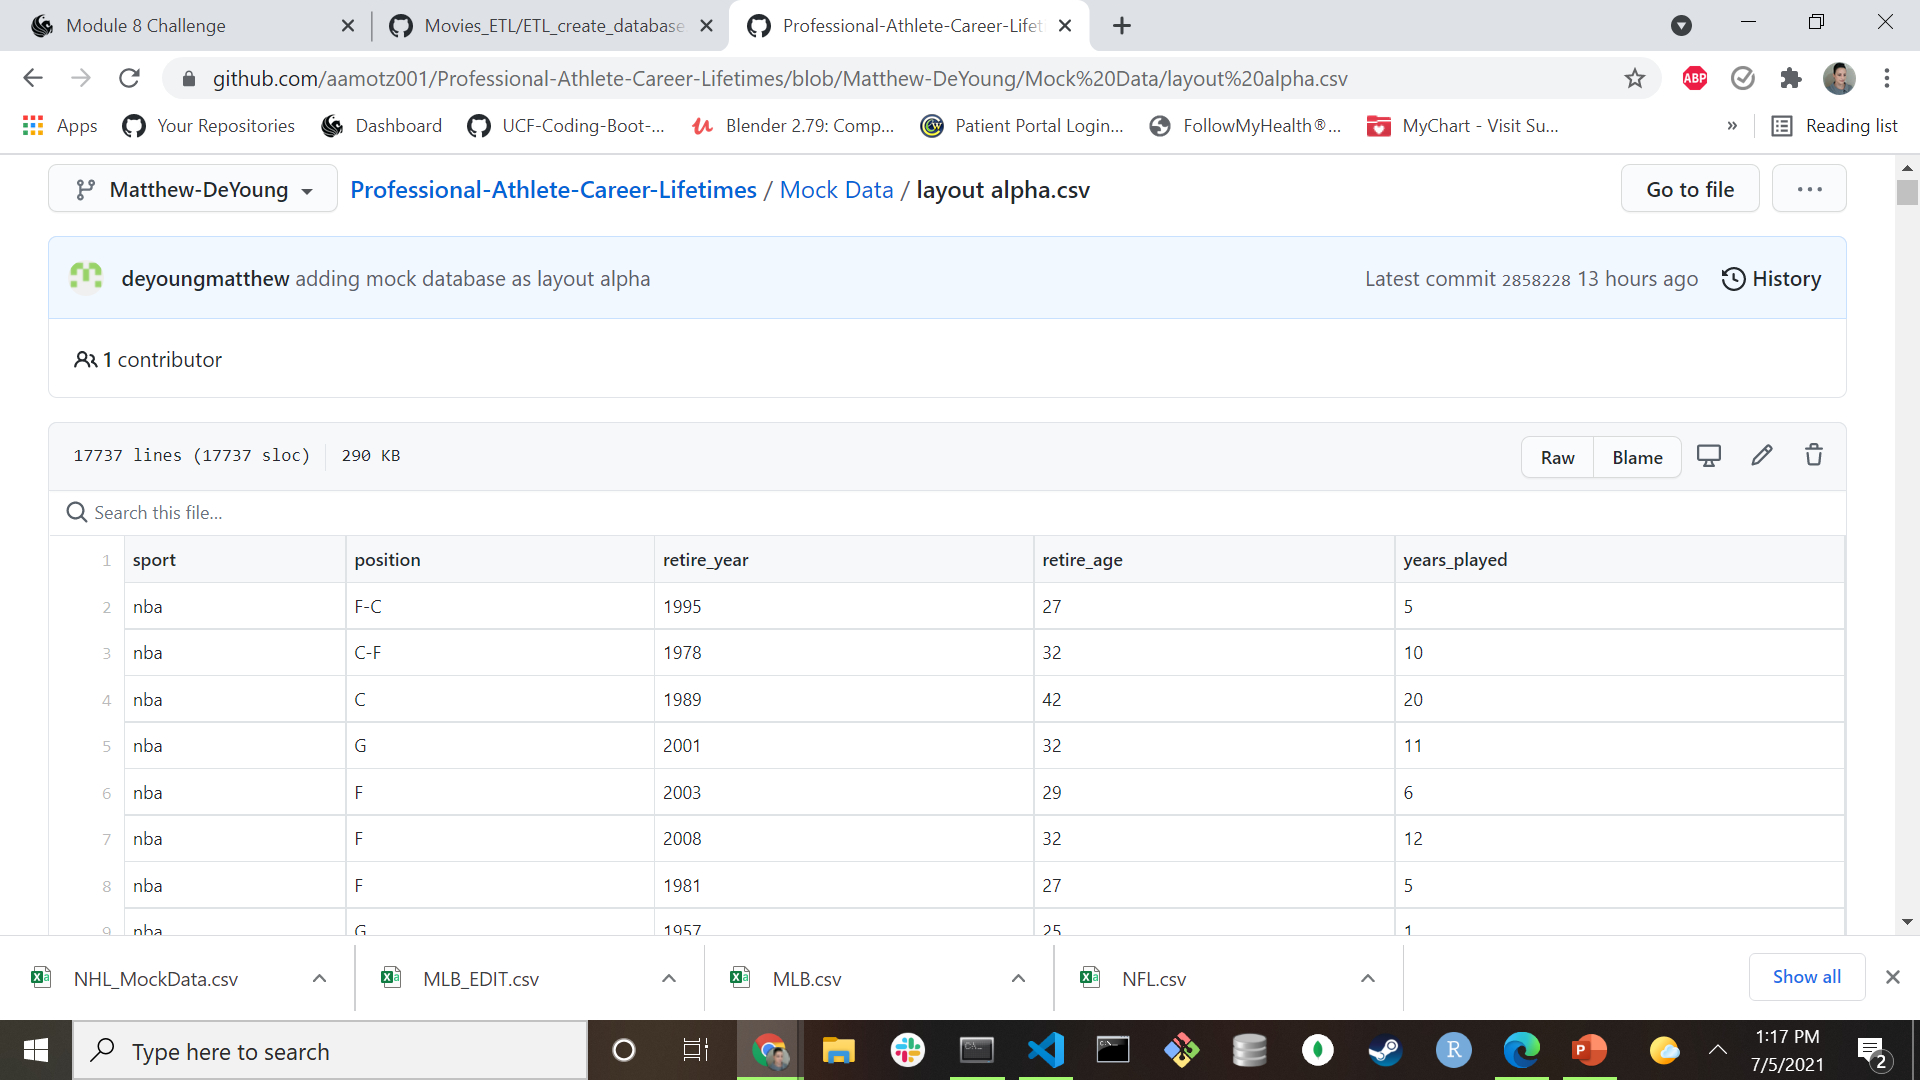 Module 8 Challenge
Movies_ETL/ETL_create_database
Professional-Athlete-Career-Lifet
github.com/aamotz001/Professional-Athlete-Career-Lifetimes/blob/Matthew-DeYoung/Mock%20Data/layout%20alpha.csv
ABP
Apps
Your Repositories
Dashboard
UCF-Coding-Boot-...
Blender 2.79: Comp...
Patient Portal Login...
FollowMyHealth®...
MyChart - Visit Su...
»
Reading list
Matthew-DeYoung
Professional-Athlete-Career-Lifetimes / Mock Data / layout alpha.csv
Go to file
...
deyoungmatthew adding mock database as layout alpha
Latest commit 2858228 13 hours ago
History
1 contributor
17737 lines (17737 sloc)
290 KB
Raw
Blame
Search this file...
1 sport position retire_year retire_age years_played
2 nba F-C 1995 27 5
3 nba C-F 1978 32 10
4 nba C 1989 42 20
5 nba G 2001 32 11
6 nba F 2003 29 6
7 nba F 2008 32 12
8 nba F 1981 27 5
9 nba G 1957 25 1
NHL_MockData.csv
MLB_EDIT.csv
MLB.csv
NFL.csv
Show all
Type here to search
C:\_
R
P
1:17 PM
7/5/2021
2